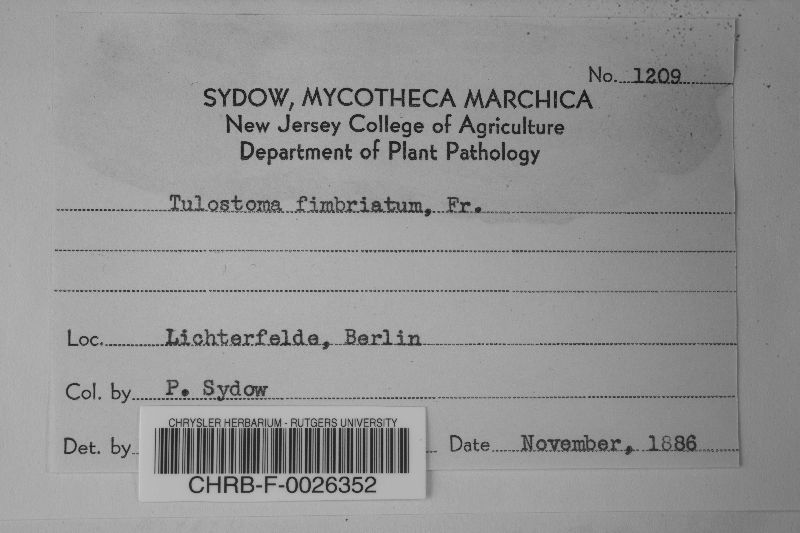 No. 1209
SYDOW, MYCOTHECA MARCHICA
New Jersey College of Agriculture
Department of Plant Pathology
Tulostoma fimbriatum, Fr.
Loc. Lichterfelde, Berlin
Col. by P. Sydow
Det. by
Date November, 1886
CHRYSLER HERBARIUM - RUTGERS UNIVERSITY
CHRB-F-0026352